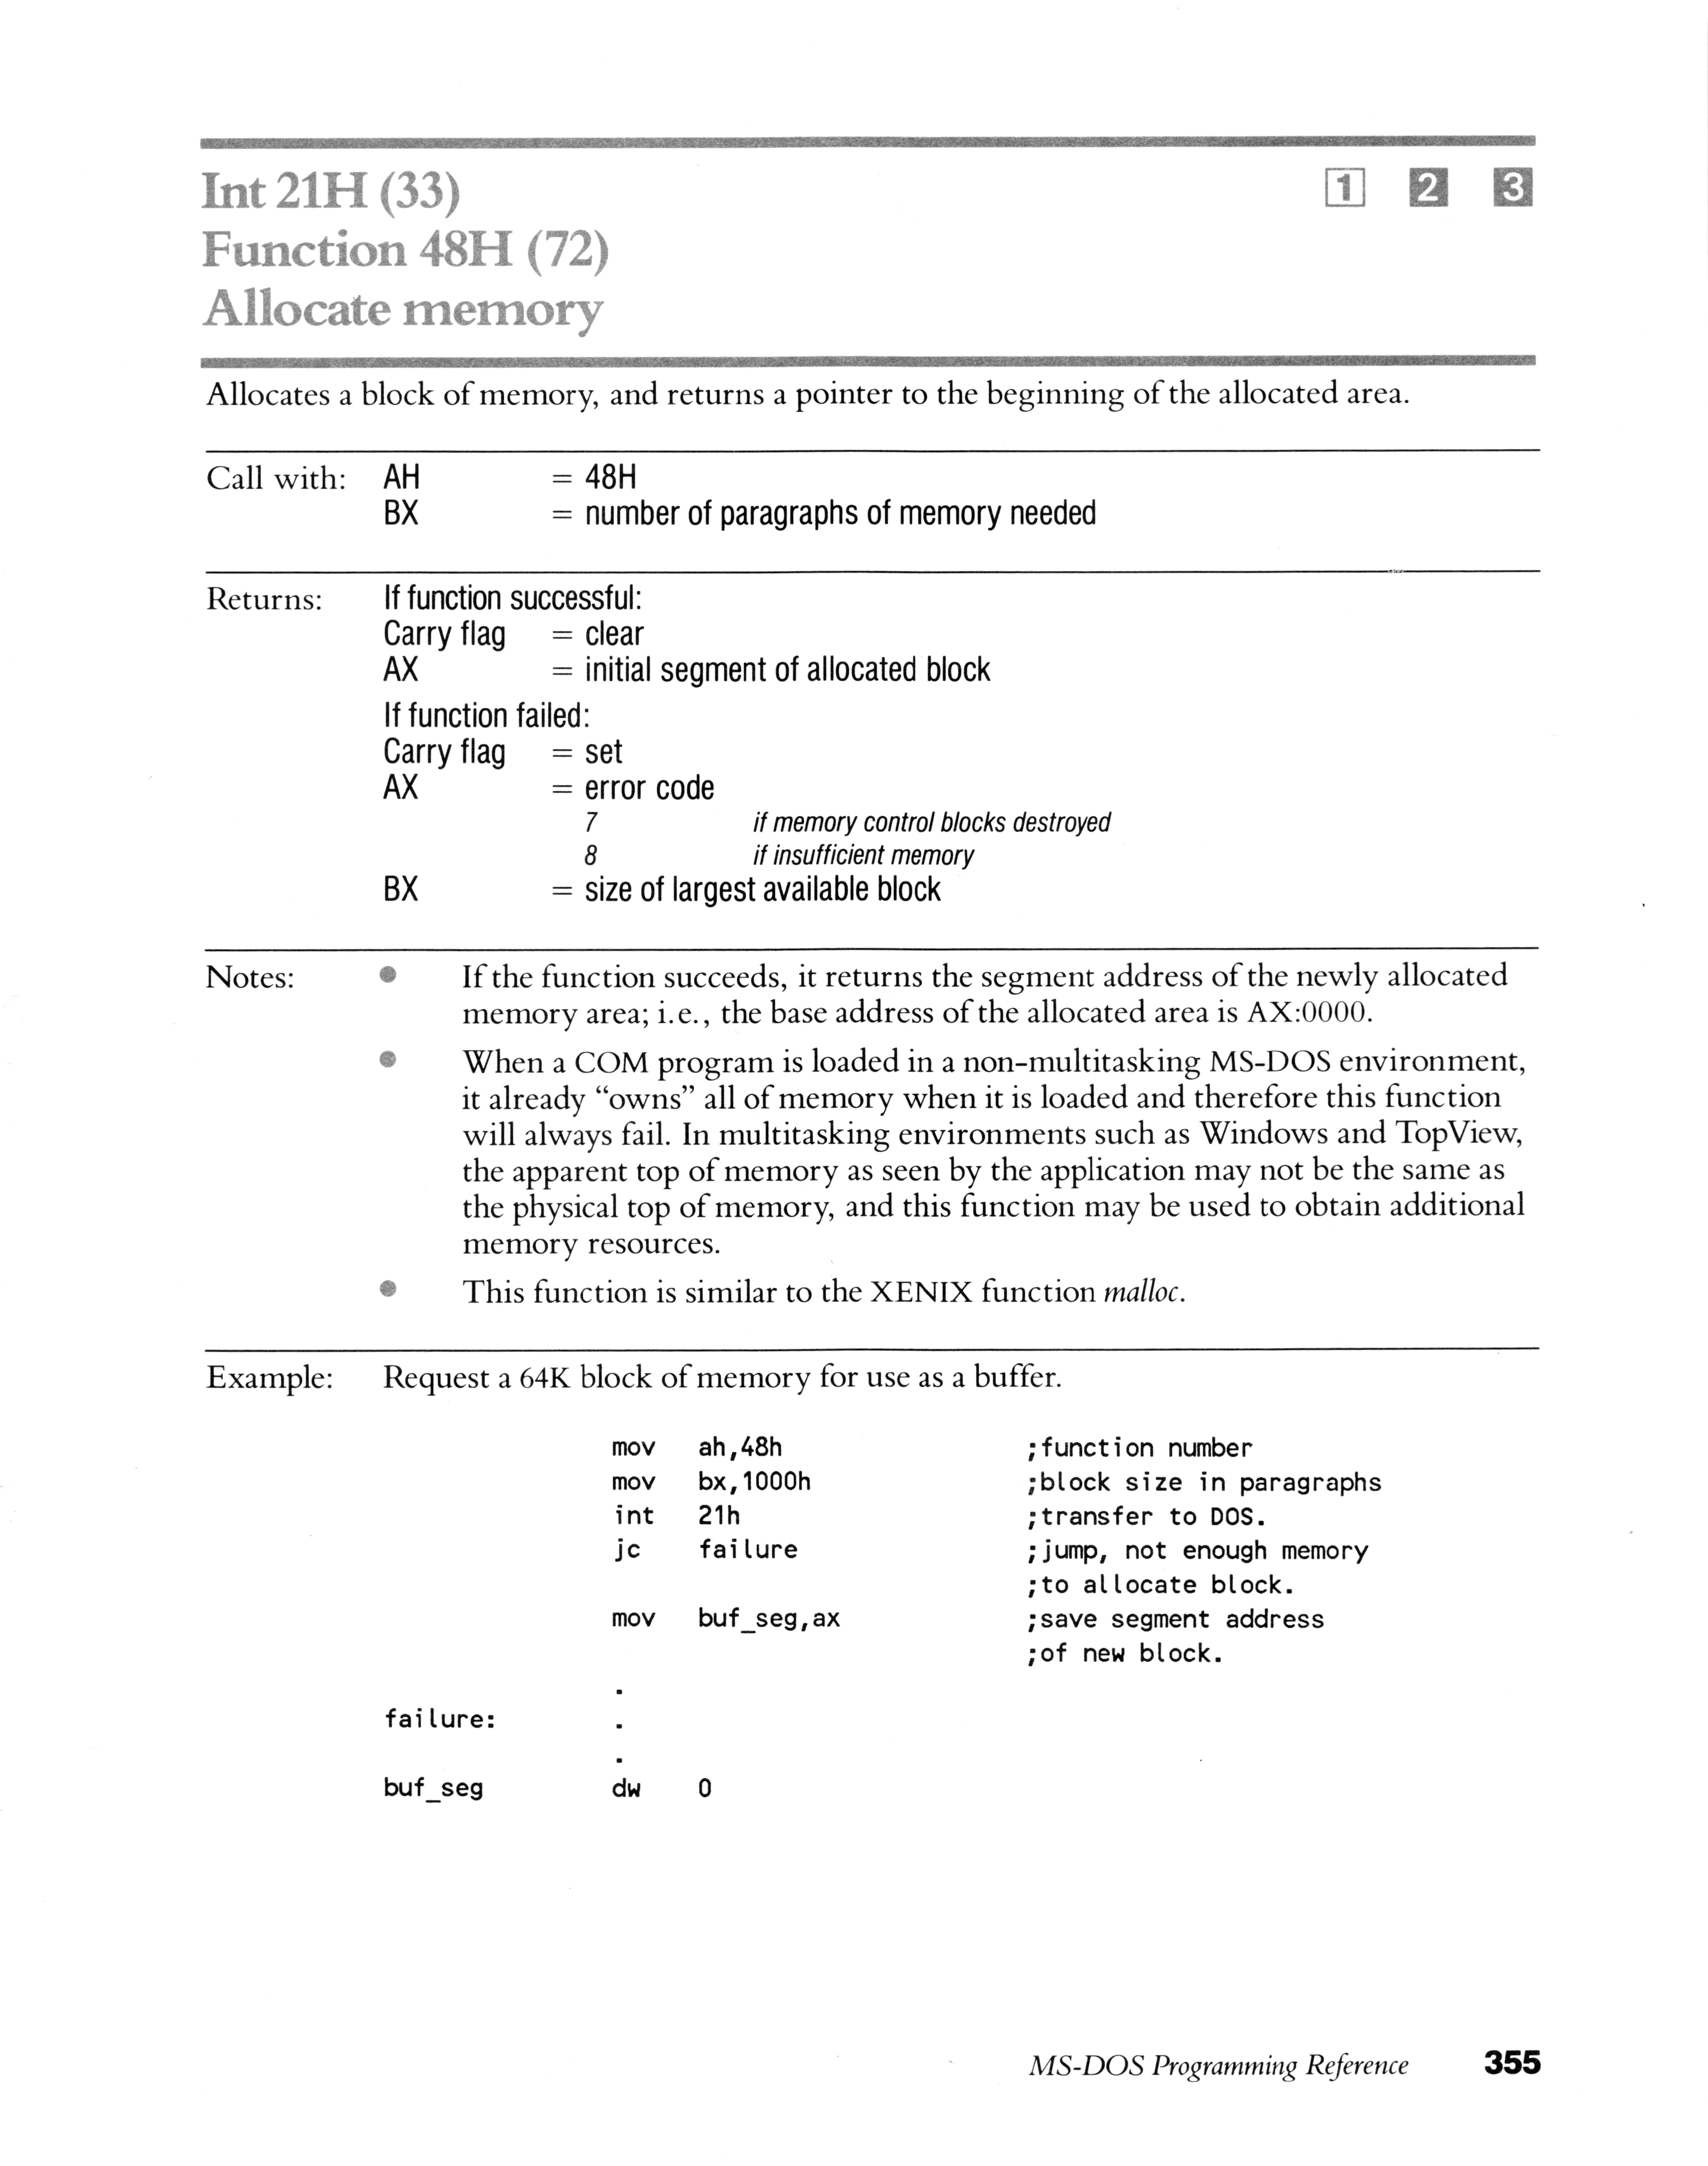 Int 21H (33) 1 2 3
Function 48H (72)
Allocate memory
Allocates a block of memory, and returns a pointer to the beginning of the allocated area.
Call with: AH = 48H
BX = number of paragraphs of memory needed
Returns: If function successful:
Carry flag = clear
AX = initial segment of allocated block
If function failed:
Carry flag = set
AX = error code
7 if memory control blocks destroyed
8 if insufficient memory
BX = size of largest available block
Notes: ● If the function succeeds, it returns the segment address of the newly allocated
memory area; i.e., the base address of the allocated area is AX:0000.
● When a COM program is loaded in a non-multitasking MS-DOS environment,
it already “owns” all of memory when it is loaded and therefore this function
will always fail. In multitasking environments such as Windows and TopView,
the apparent top of memory as seen by the application may not be the same as
the physical top of memory, and this function may be used to obtain additional
memory resources.
● This function is similar to the XENIX function malloc.
Example: Request a 64K block of memory for use as a buffer.
mov ah,48h ;function number
mov bx,1000h ;block size in paragraphs
int 21h ;transfer to DOS.
jc failure ;jump, not enough memory
;to allocate block.
mov buf_seg,ax ;save segment address
;of new block.
.
failure: .
.
buf_seg dw 0
MS-DOS Programming Reference 355